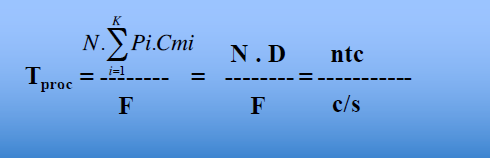 N.∑(i=1 to K) Pi.Cmi   N . D   ntc
Tproc = -------- = -------- = -----------
F   F   c/s